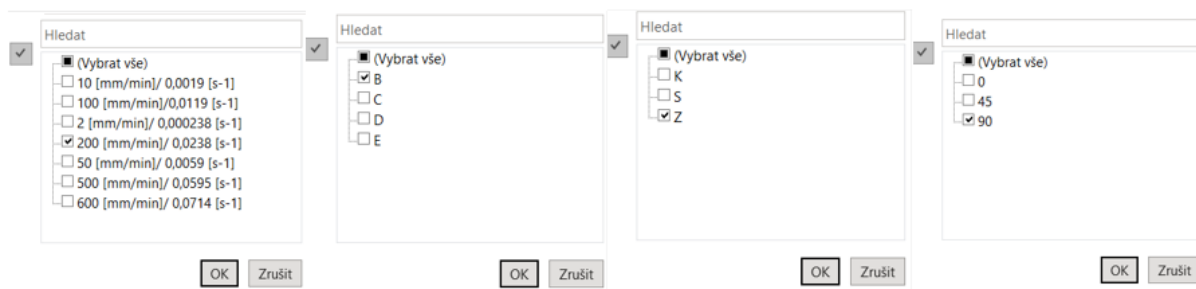 Hledat
(Vybrat vše)
10 [mm/min]/ 0,0019 [s-1]
100 [mm/min]/0,0119 [s-1]
2 [mm/min]/ 0,000238 [s-1]
200 [mm/min]/ 0,0238 [s-1]
50 [mm/min]/ 0,0059 [s-1]
500 [mm/min]/ 0,0595 [s-1]
600 [mm/min]/ 0,0714 [s-1]
OK Zrušit
Hledat
(Vybrat vše)
B
C
D
E
OK Zrušit
Hledat
(Vybrat vše)
K
S
Z
OK Zrušit
Hledat
(Vybrat vše)
0
45
90
OK Zrušit